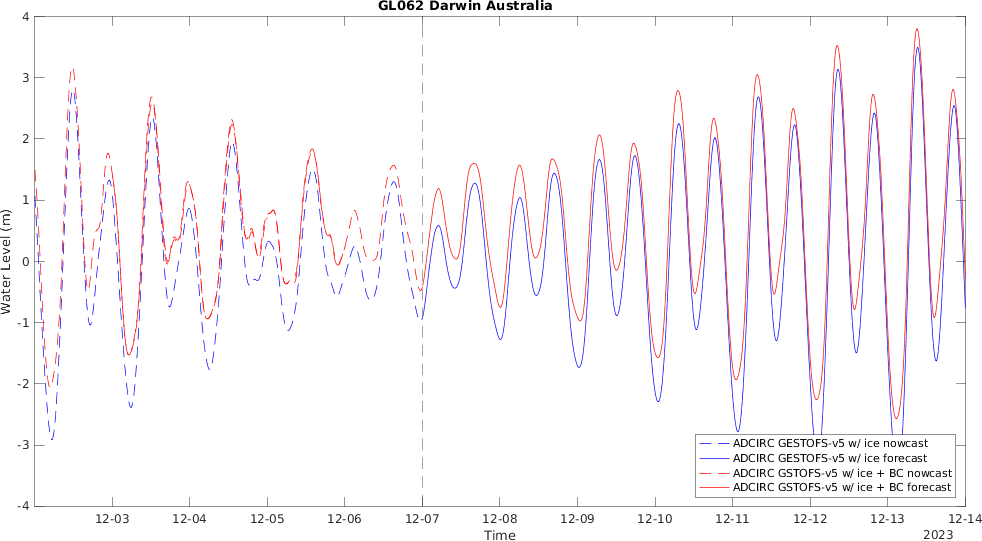 GL062 Darwin Australia
Water Level (m)
4
3
2
1
0
-1
-2
-3
-4
ADCIRC GESTOFS-v5 w/ ice nowcast
ADCIRC GESTOFS-v5 w/ ice forecast
ADCIRC GSTOFS-v5 w/ ice + BC nowcast
ADCIRC GSTOFS-v5 w/ ice + BC forecast
12-03 12-04 12-05 12-06 12-07 12-08 12-09 12-10 12-11 12-12 12-13 12-14
Time
2023